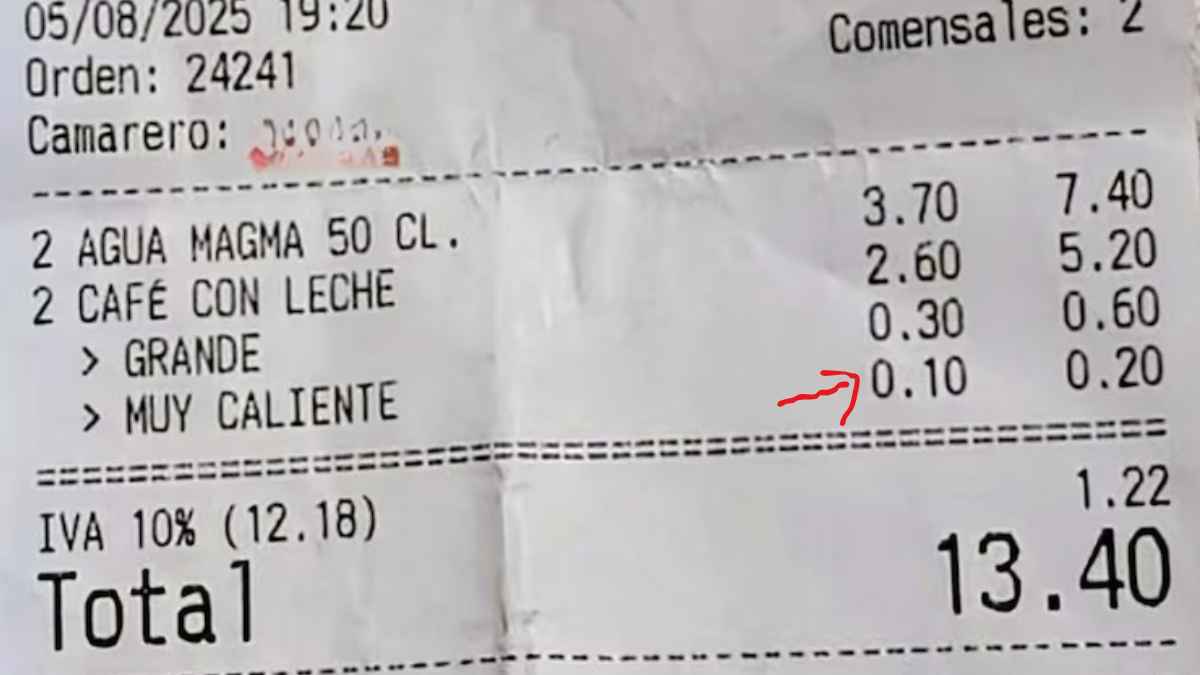 05/08/2025 19:20
Comensales: 2
Orden: 24241
Camarero:
2 AGUA MAGMA 50 CL. 3.70 7.40
2 CAFÉ CON LECHE 2.60 5.20
> GRANDE 0.30 0.60
> MUY CALIENTE 0.10 0.20
IVA 10% (12.18) 1.22
Total 13.40